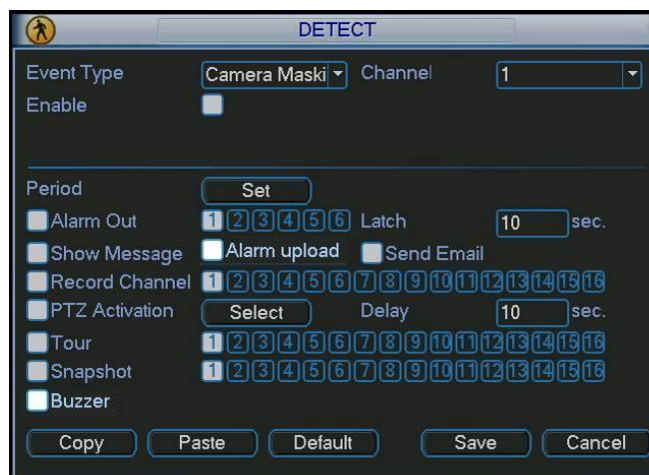 DETECT
Event Type Camera Maski Channel 1
Enable
Period Set
Alarm Out 1 2 3 4 5 6 Latch 10 sec.
Show Message Alarm upload Send Email
Record Channel 1 2 3 4 5 6 7 8 9 10 11 12 13 14 15 16
PTZ Activation Select Delay 10 sec.
Tour 1 2 3 4 5 6 7 8 9 10 11 12 13 14 15 16
Snapshot 1 2 3 4 5 6 7 8 9 10 11 12 13 14 15 16
Buzzer
Copy Paste Default Save Cancel